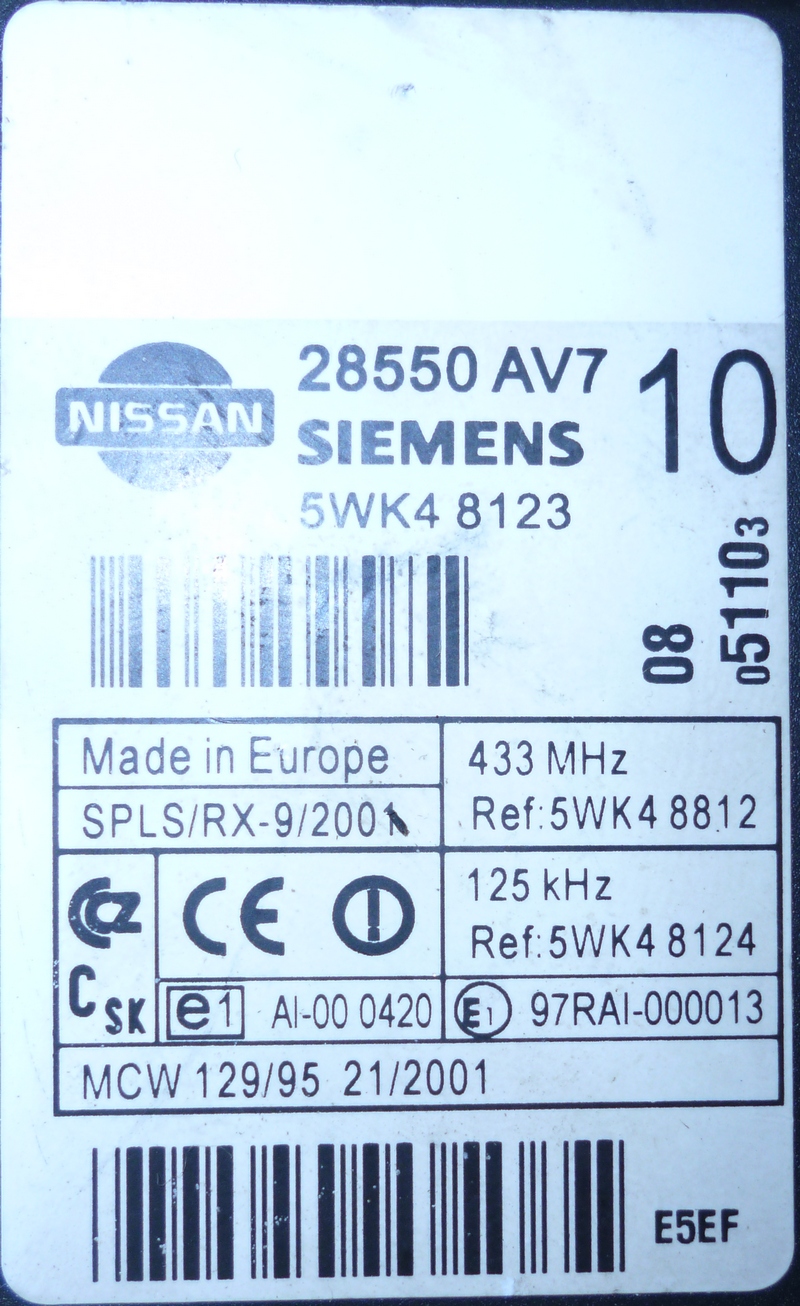 NISSAN
28550 AV7
10
SIEMENS
5WK4 8123
08
051103
Made in Europe
433 MHz
SPLS/RX-9/2001
Ref:5WK4 8812
CZ
CE
125 kHz
Ref:5WK4 8124
CSK
e1 AI-00 0420
E1 97RAI-000013
MCW 129/95 21/2001
E5EF